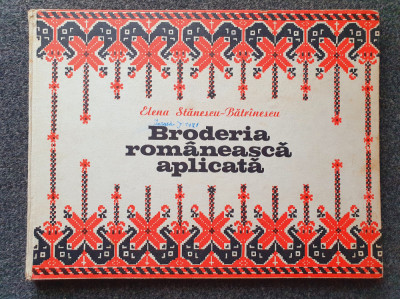 Elena Stănescu-Bătrînescu
Broderia
românească
aplicată